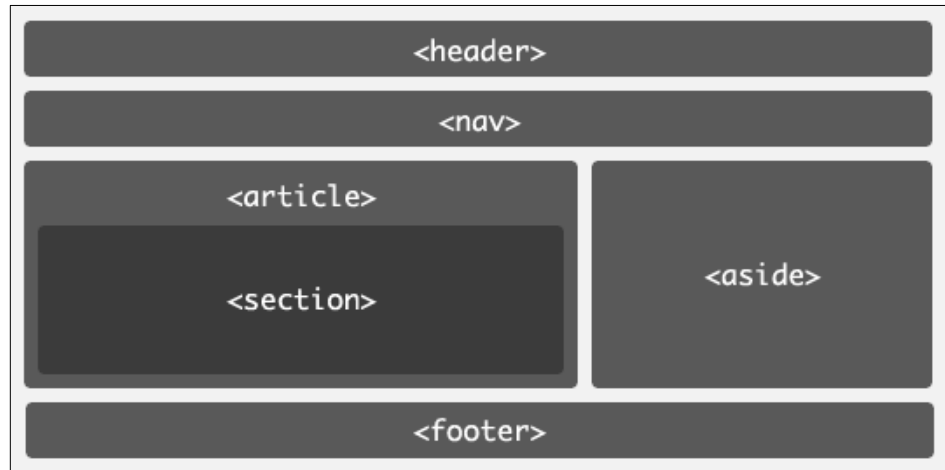 <header>
<nav>
<article>
<section>
<aside>
<footer>